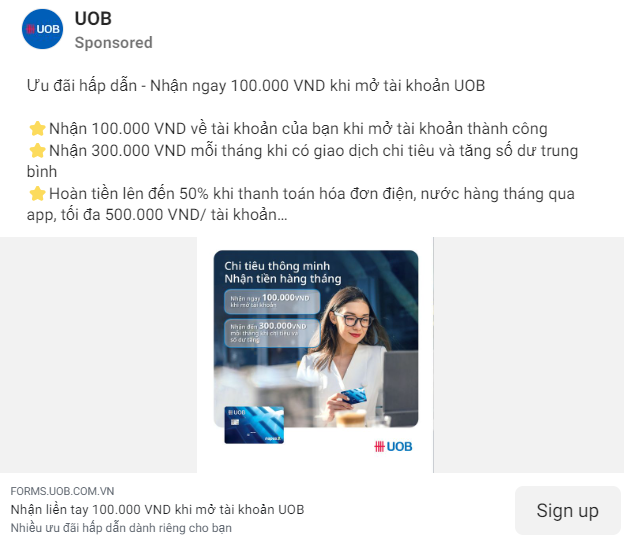 UOB
UOB
Sponsored
Ưu đãi hấp dẫn - Nhận ngay 100.000 VND khi mở tài khoản UOB
⭐Nhận 100.000 VND về tài khoản của bạn khi mở tài khoản thành công
⭐Nhận 300.000 VND mỗi tháng khi có giao dịch chi tiêu và tăng số dư trung
bình
⭐Hoàn tiền lên đến 50% khi thanh toán hóa đơn điện, nước hàng tháng qua
app, tối đa 500.000 VND/ tài khoản...
Chi tiêu thông minh
Nhận tiền hàng tháng
Nhận ngay 100.000VND
khi mở tài khoản
Nhận đến 300.000VND
mỗi tháng khi chi tiêu và
số dư tăng
UOB
UOB
FORMS.UOB.COM.VN
Nhận liền tay 100.000 VND khi mở tài khoản UOB
Nhiều ưu đãi hấp dẫn dành riêng cho bạn
Sign up